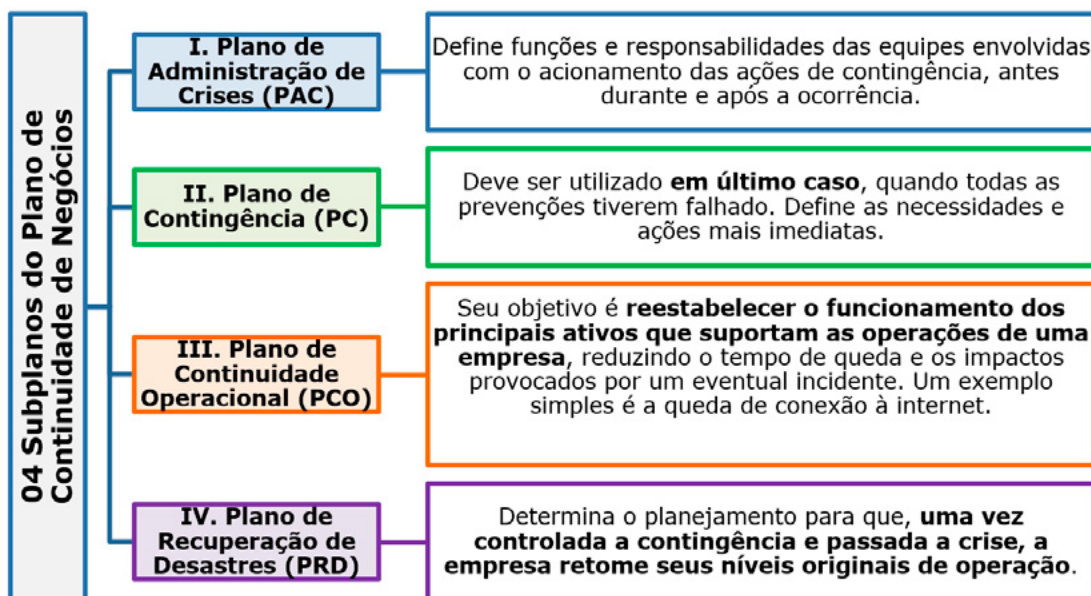 04 Subplanos do Plano de
Continuidade de Negócios
I. Plano de
Administração de
Crises (PAC)
Define funções e responsabilidades das equipes envolvidas
com o acionamento das ações de contingência, antes
durante e após a ocorrência.
II. Plano de
Contingência (PC)
Deve ser utilizado em último caso, quando todas as
prevenções tiverem falhado. Define as necessidades e
ações mais imediatas.
III. Plano de
Continuidade
Operacional (PCO)
Seu objetivo é reestabelecer o funcionamento dos
principais ativos que suportam as operações de uma
empresa, reduzindo o tempo de queda e os impactos
provocados por um eventual incidente. Um exemplo
simples é a queda de conexão à internet.
IV. Plano de
Recuperação de
Desastres (PRD)
Determina o planejamento para que, uma vez
controlada a contingência e passada a crise, a
empresa retome seus níveis originais de operação.